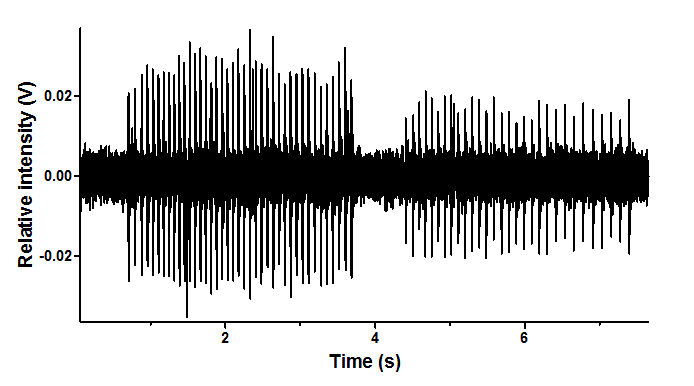 Relative intensity (V)
0.02
0.00
-0.02
2 4 6
Time (s)